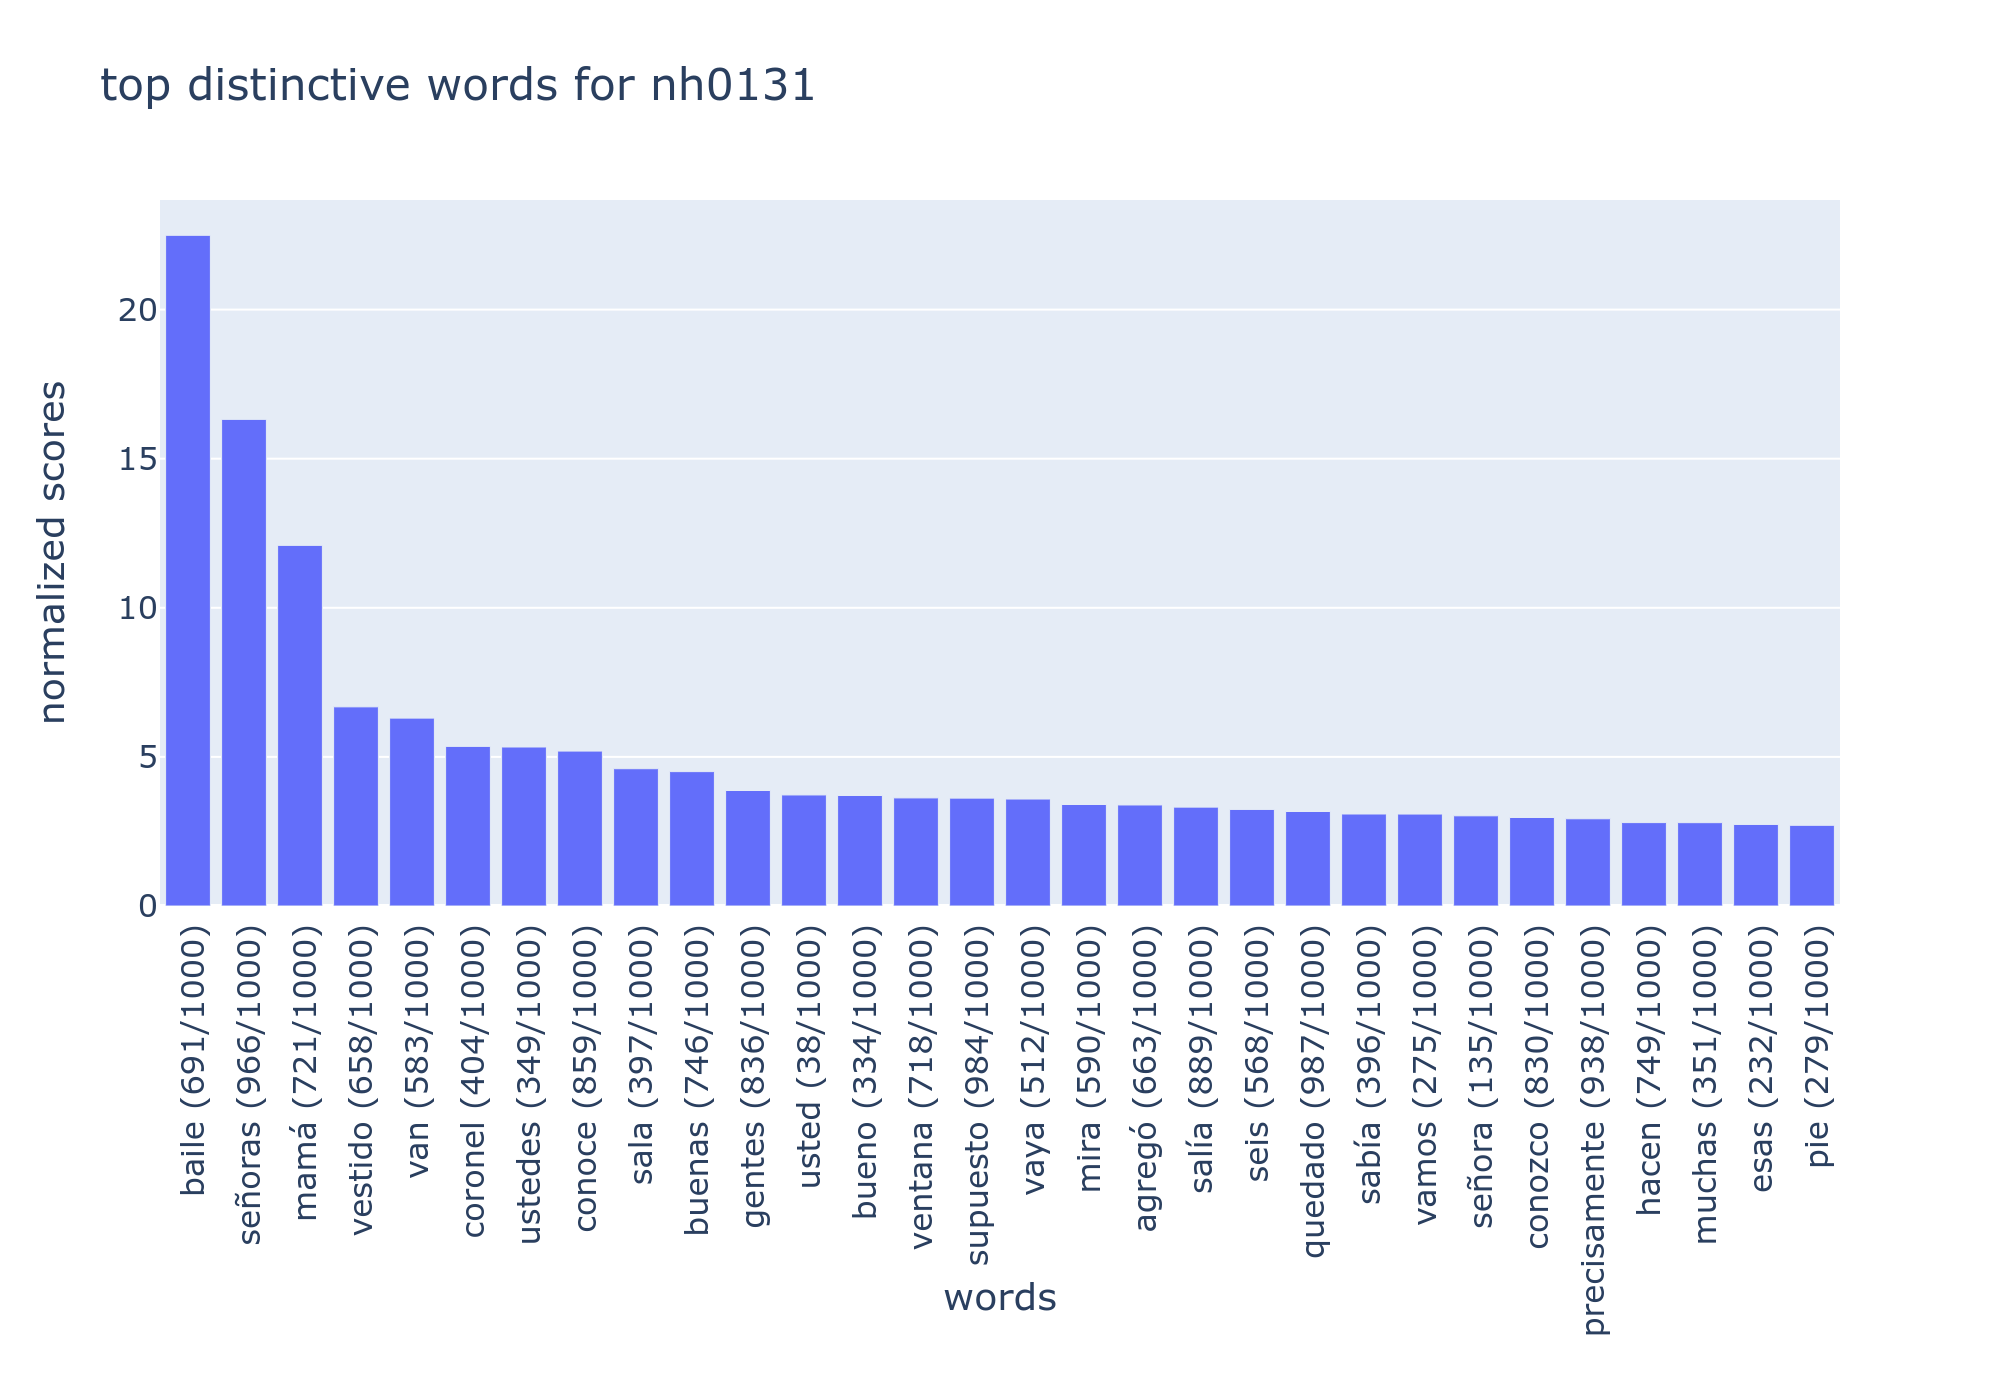 top distinctive words for nh0131
normalized scores
20
15
10
5
0
baile (691/1000)
señoras (966/1000)
mamá (721/1000)
vestido (658/1000)
van (583/1000)
coronel (404/1000)
ustedes (349/1000)
conoce (859/1000)
sala (397/1000)
buenas (746/1000)
gentes (836/1000)
usted (38/1000)
bueno (334/1000)
ventana (718/1000)
supuesto (984/1000)
vaya (512/1000)
mira (590/1000)
agregó (663/1000)
salía (889/1000)
seis (568/1000)
quedado (987/1000)
sabía (396/1000)
vamos (275/1000)
señora (135/1000)
conozco (830/1000)
precisamente (938/1000)
hacen (749/1000)
muchas (351/1000)
esas (232/1000)
pie (279/1000)
words